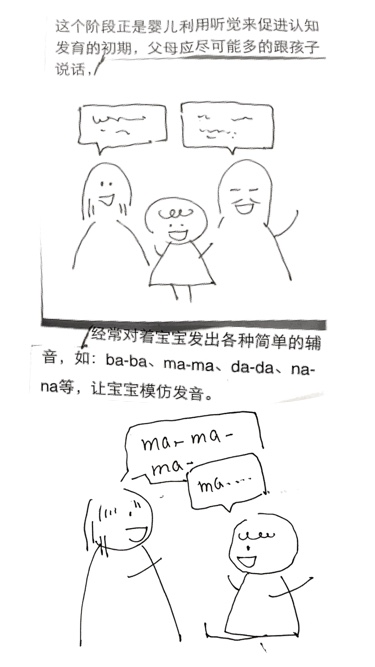 这个阶段正是婴儿利用听觉来促进认知
发育的初期，父母应尽可能多的跟孩子
说话，
经常对着宝宝发出各种简单的辅
音，如：ba-ba、ma-ma、da-da、na-
na等，让宝宝模仿发音。
ma- ma-
ma-
ma....